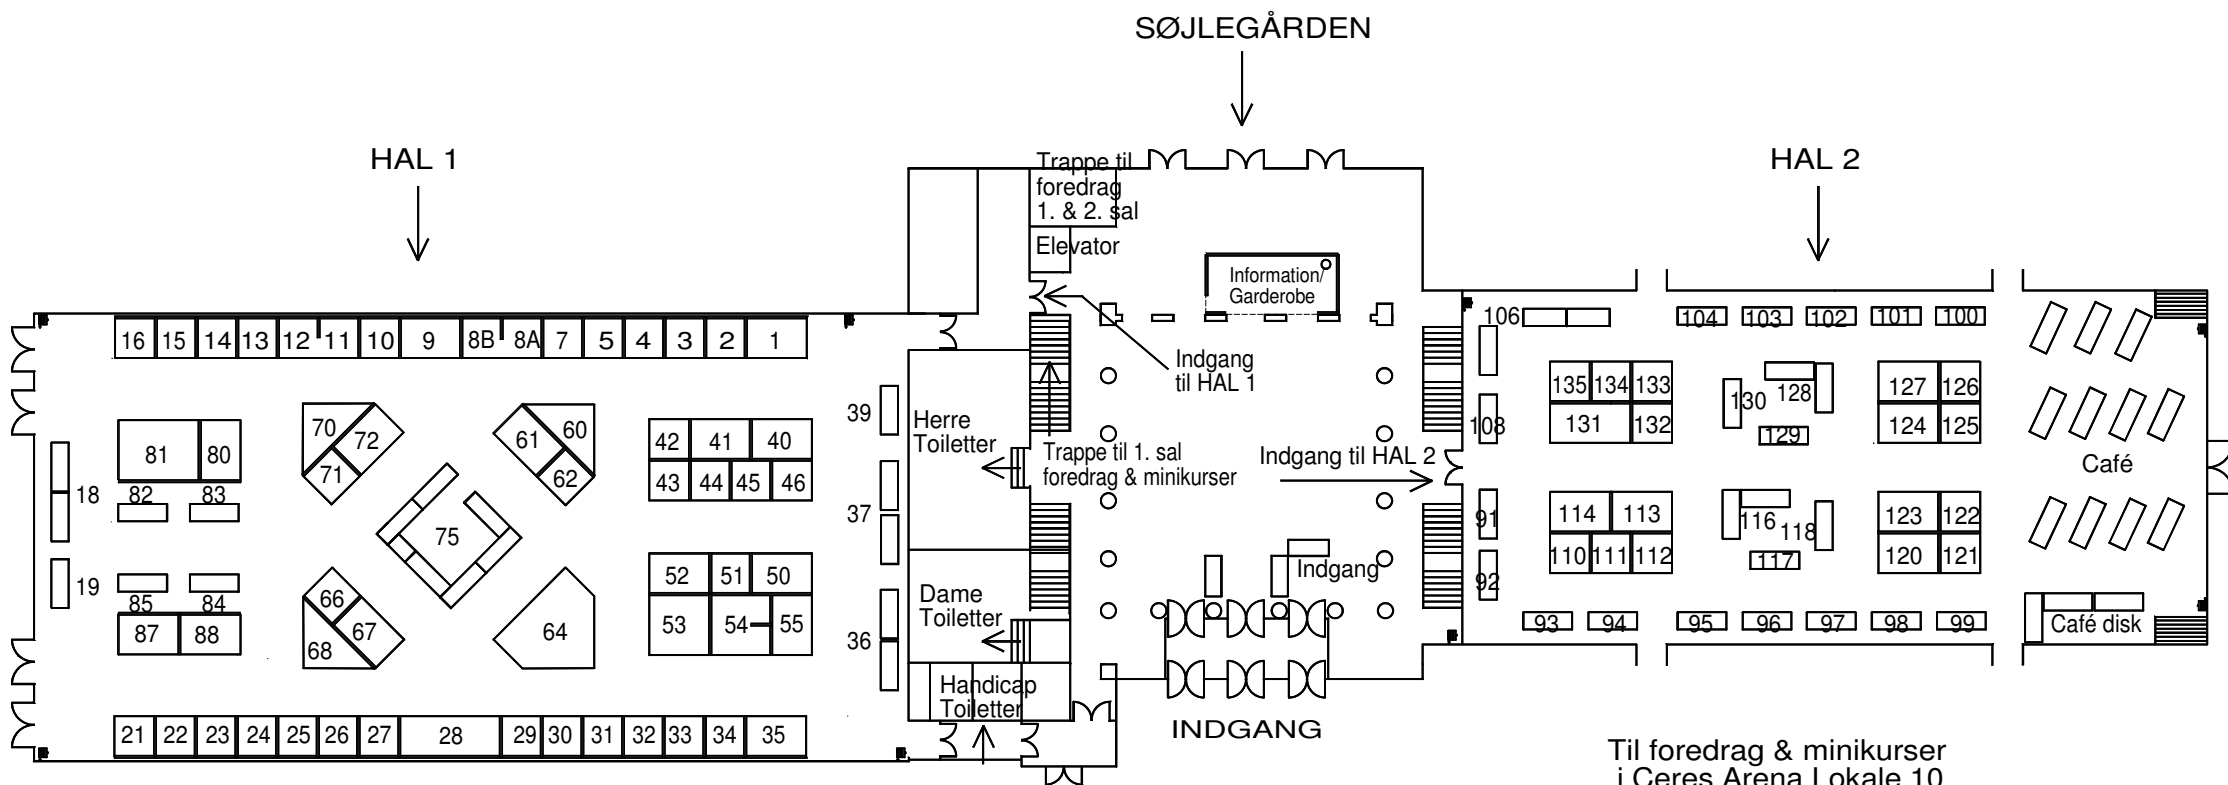 SØJLEGÅRDEN
HAL 1
HAL 2
Trappe til
foredrag
1. & 2. sal
Elevator
Information/
Garderobe
16 15 14 13 12 11 10 9 8B 8A 7 5 4 3 2 1
106 104 103 102 101 100
Indgang
til HAL 1
39
Herre
Toiletter
70 72 71
61 60 62
42 41 40
43 44 45 46
81 80
82 83
18
135 134 133
131 132
130 128
129
127 126
124 125
108
Trappe til 1. sal
foredrag & minikurser
Indgang til HAL 2
Café
37
75
19
91
92
114 113
110 111 112
116 118
117
123 122
120 121
Indgang
Dame
Toiletter
85 84
87 88
66 67
68
64
52 51 50
53 54 55
36
93 94 95 96 97 98 99
Café disk
Handicap
Toiletter
21 22 23 24 25 26 27 28 29 30 31 32 33 34 35
INDGANG
Til foredrag & minikurser
i Ceres Arena Lokale 10